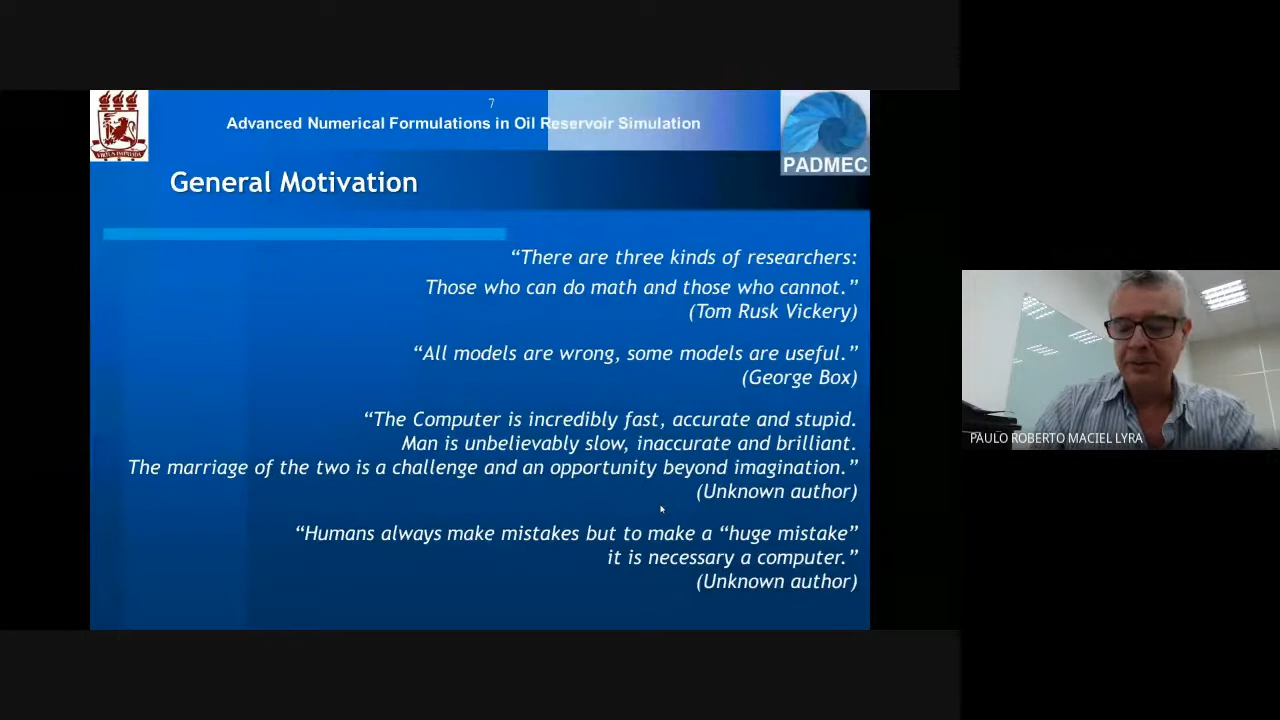 7
Advanced Numerical Formulations in Oil Reservoir Simulation
PADMEC
General Motivation
“There are three kinds of researchers:
Those who can do math and those who cannot.”
(Tom Rusk Vickery)
“All models are wrong, some models are useful.”
(George Box)
“The Computer is incredibly fast, accurate and stupid.
Man is unbelievably slow, inaccurate and brilliant.
The marriage of the two is a challenge and an opportunity beyond imagination.”
(Unknown author)
“Humans always make mistakes but to make a “huge mistake”
it is necessary a computer.”
(Unknown author)
PAULO ROBERTO MACIEL LYRA